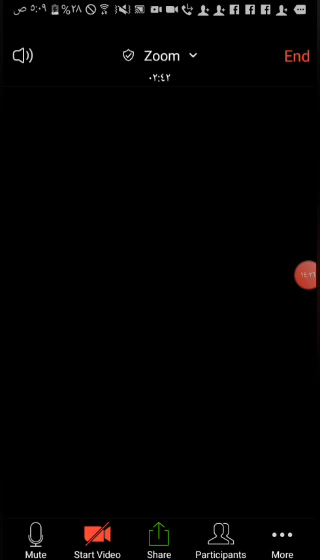 ص ٥:٠٩ %٢٨
Zoom
End
٠٢:٤٢
Mute
Start Video
Share
Participants
More